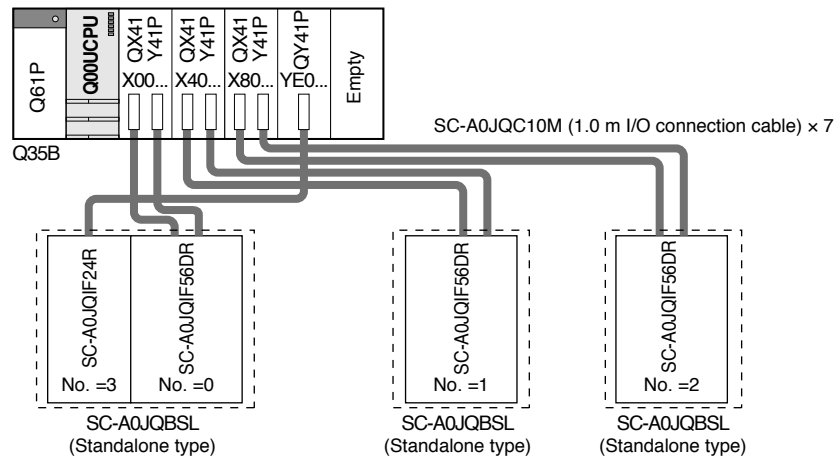 Q61P
Q00UCPU
QX41
Y41P
QX41
Y41P
QX41
Y41P
QY41P
X00...
X40...
X80...
YE0...
Empty
Q35B
SC-A0JQC10M (1.0 m I/O connection cable) × 7
SC-A0JQIF24R
No. =3
SC-A0JQIF56DR
No. =0
SC-A0JQIF56DR
No. =1
SC-A0JQIF56DR
No. =2
SC-A0JQBSL
(Standalone type)
SC-A0JQBSL
(Standalone type)
SC-A0JQBSL
(Standalone type)